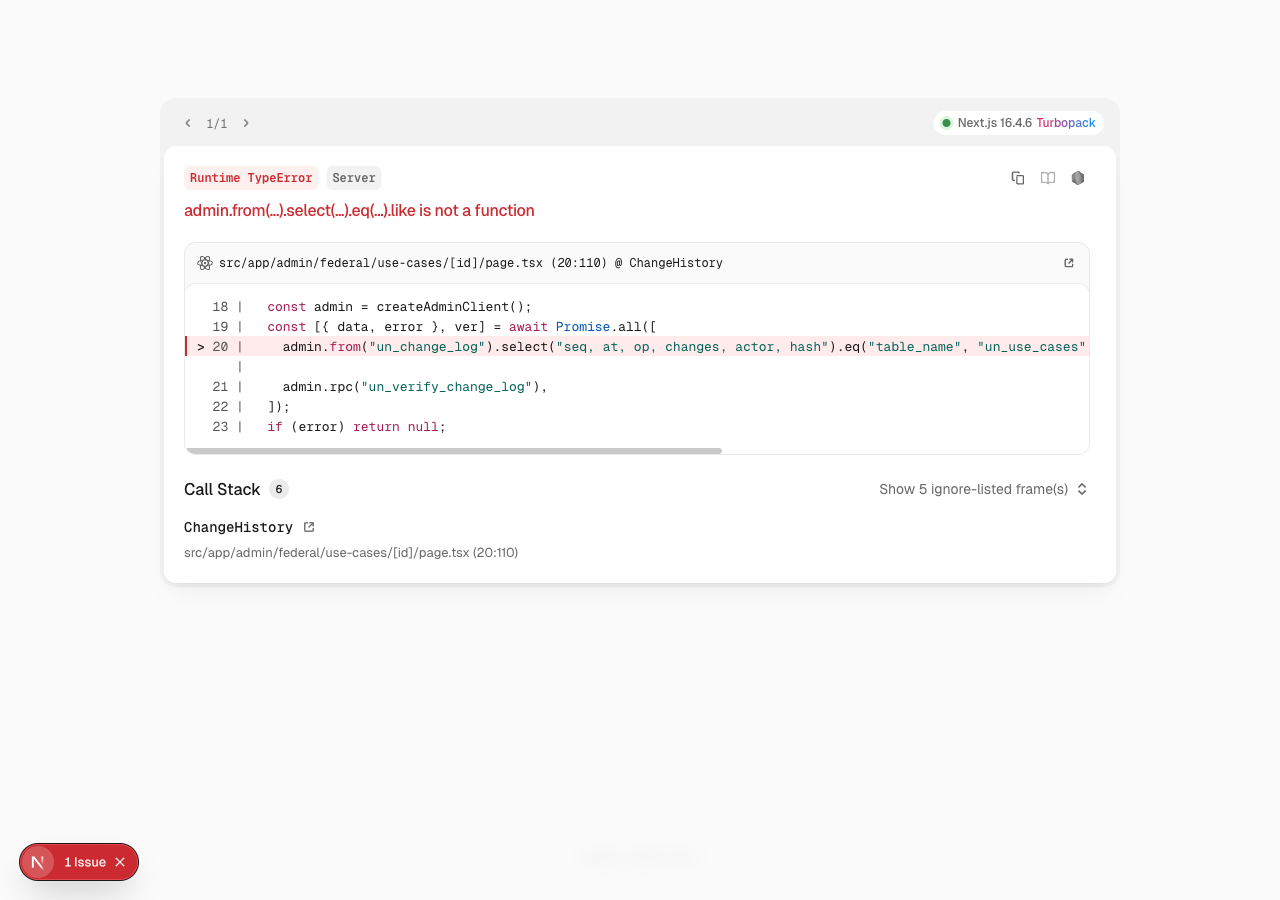 1/1
Next.js 16.4.6 Turbopack
Runtime TypeError Server
admin.from(...).select(...).eq(...).like is not a function
src/app/admin/federal/use-cases/[id]/page.tsx (20:110) @ ChangeHistory
18 | const admin = createAdminClient();
19 | const [{ data, error }, ver] = await Promise.all([
> 20 | admin.from("un_change_log").select("seq, at, op, changes, actor, hash").eq("table_name", "un_use_cases"
|
21 | admin.rpc("un_verify_change_log"),
22 | ]);
23 | if (error) return null;
Call Stack 6
Show 5 ignore-listed frame(s)
ChangeHistory
src/app/admin/federal/use-cases/[id]/page.tsx (20:110)
N 1 Issue